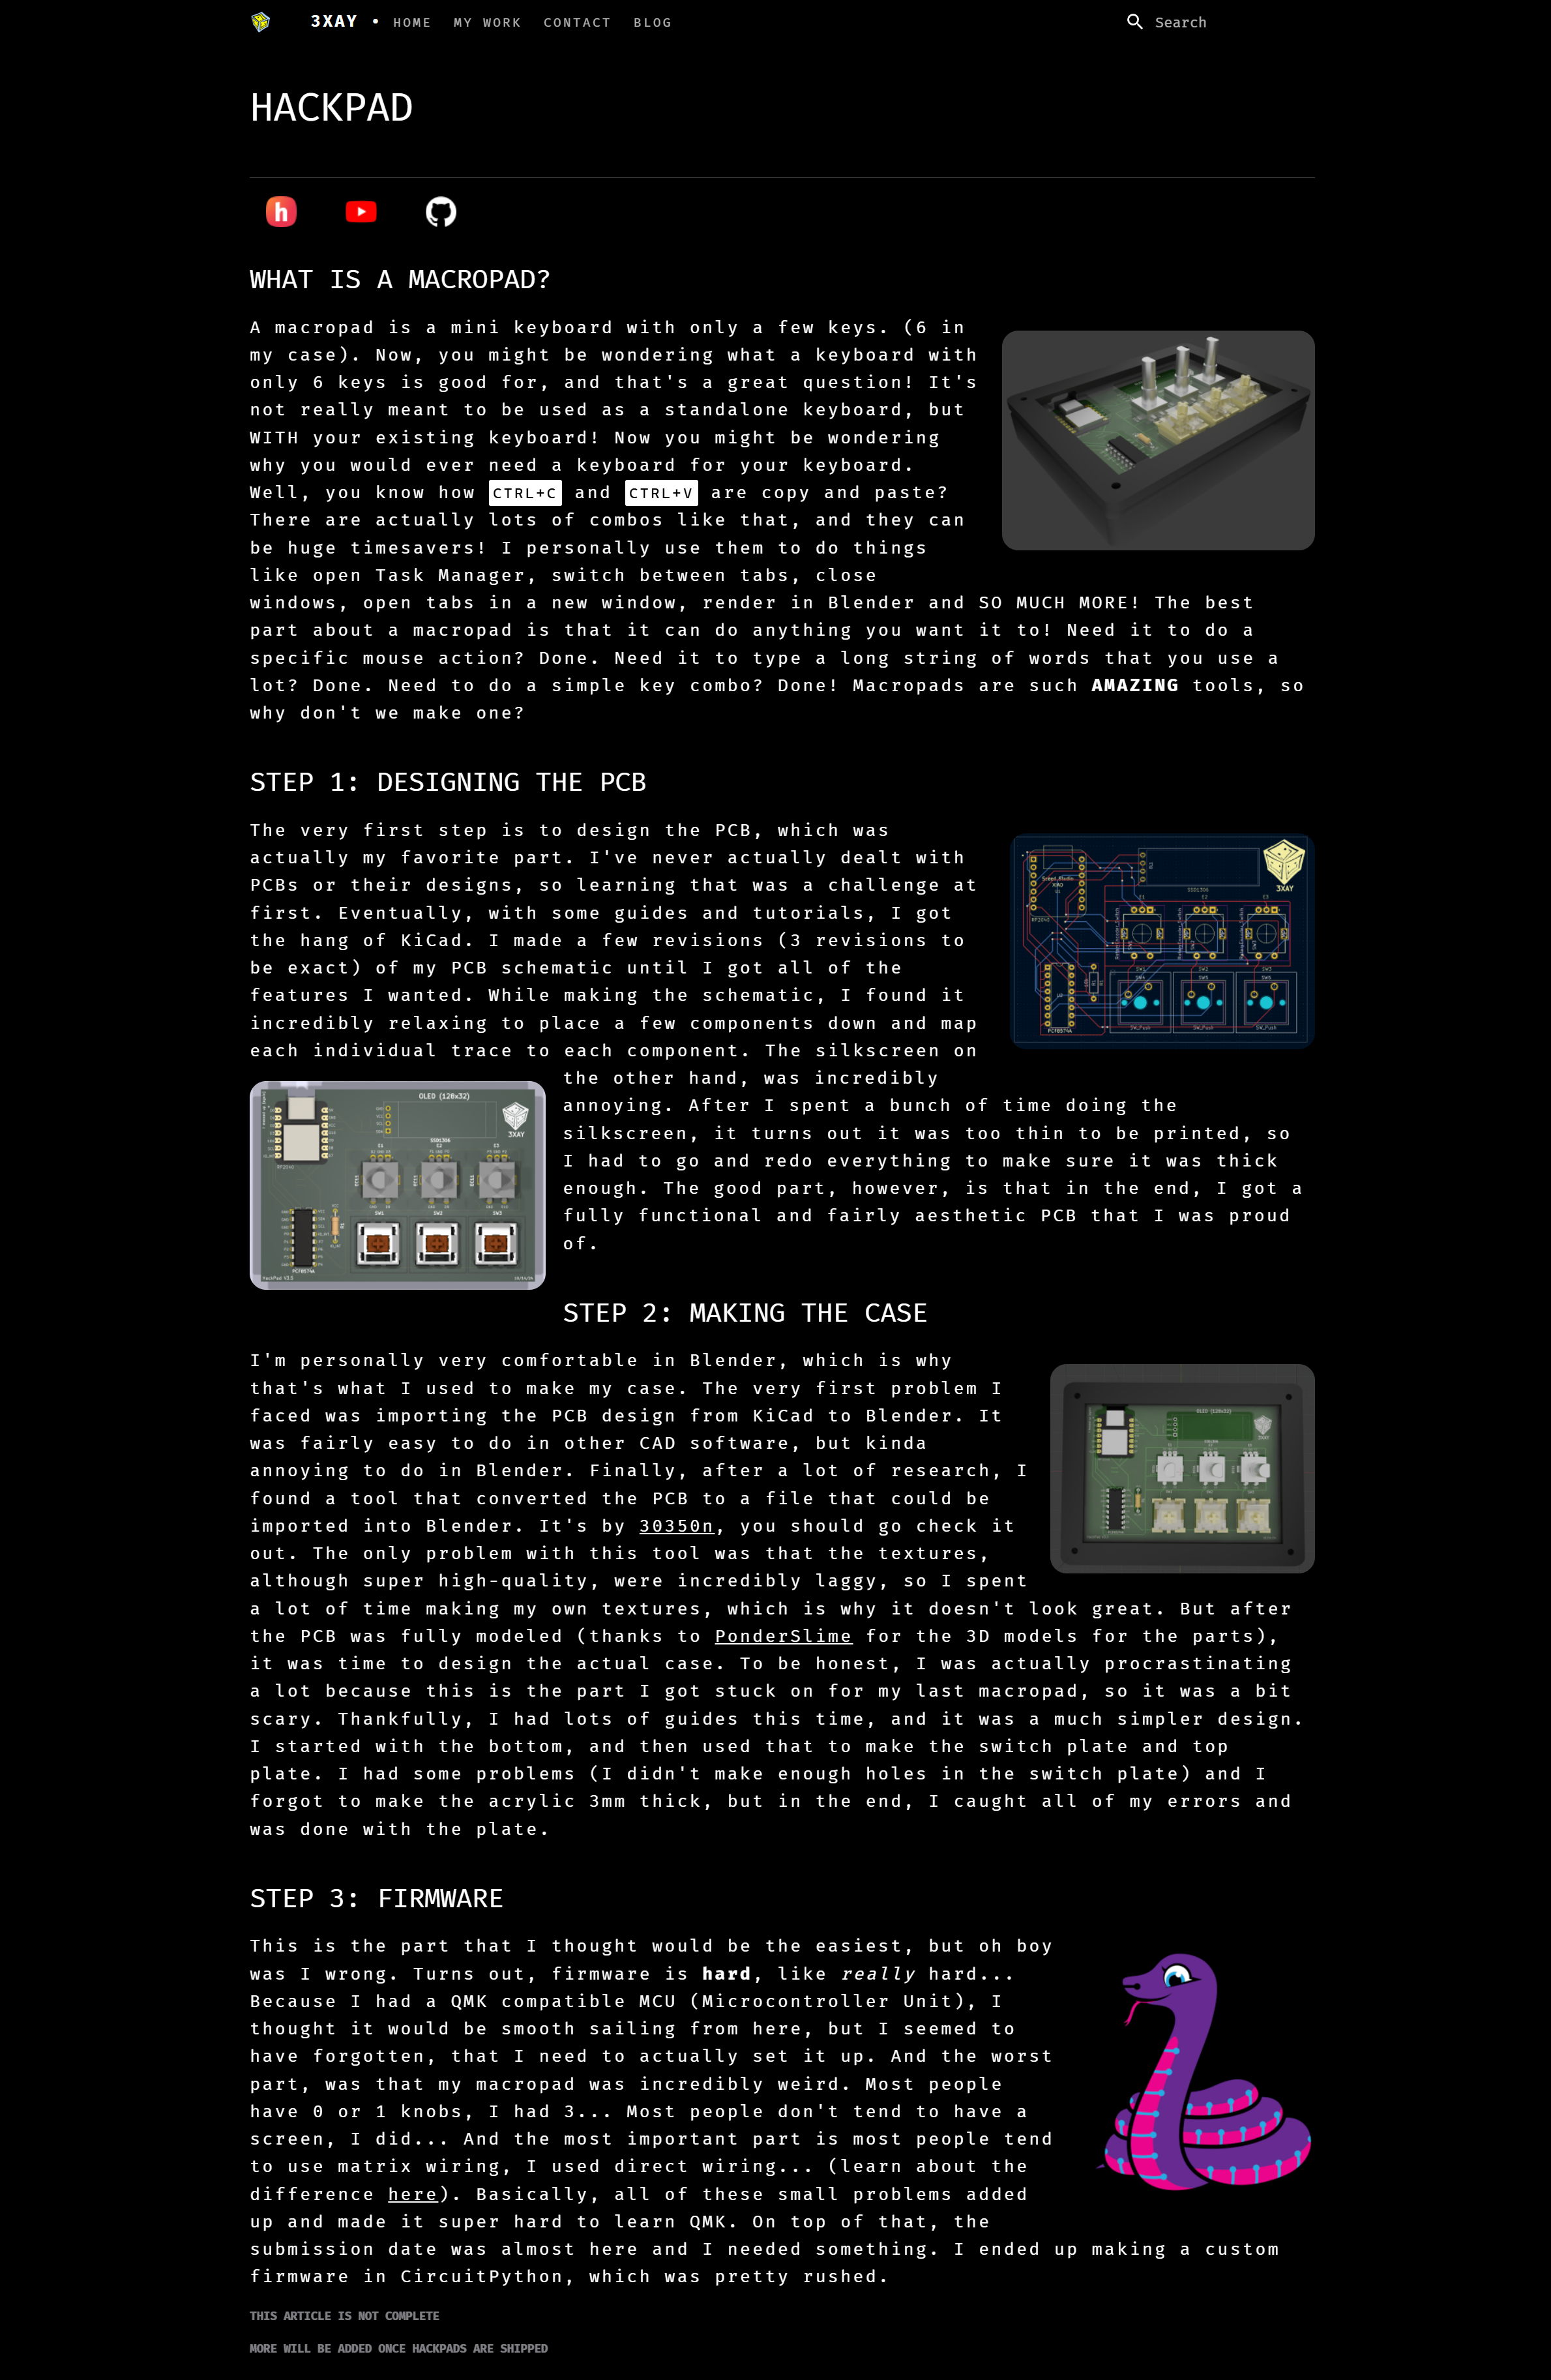 3XAY • HOME MY WORK CONTACT BLOG Search
HACKPAD
h
WHAT IS A MACROPAD?
A macropad is a mini keyboard with only a few keys. (6 in
my case). Now, you might be wondering what a keyboard with
only 6 keys is good for, and that's a great question! It's
not really meant to be used as a standalone keyboard, but
WITH your existing keyboard! Now you might be wondering
why you would ever need a keyboard for your keyboard.
Well, you know how CTRL+C and CTRL+V are copy and paste?
There are actually lots of combos like that, and they can
be huge timesavers! I personally use them to do things
like open Task Manager, switch between tabs, close
windows, open tabs in a new window, render in Blender and SO MUCH MORE! The best
part about a macropad is that it can do anything you want it to! Need it to do a
specific mouse action? Done. Need it to type a long string of words that you use a
lot? Done. Need to do a simple key combo? Done! Macropads are such AMAZING tools, so
why don't we make one?
STEP 1: DESIGNING THE PCB
The very first step is to design the PCB, which was
actually my favorite part. I've never actually dealt with
PCBs or their designs, so learning that was a challenge at
first. Eventually, with some guides and tutorials, I got
the hang of KiCad. I made a few revisions (3 revisions to
be exact) of my PCB schematic until I got all of the
features I wanted. While making the schematic, I found it
incredibly relaxing to place a few components down and map
each individual trace to each component. The silkscreen on
the other hand, was incredibly
annoying. After I spent a bunch of time doing the
silkscreen, it turns out it was too thin to be printed, so
I had to go and redo everything to make sure it was thick
enough. The good part, however, is that in the end, I got a
fully functional and fairly aesthetic PCB that I was proud
of.
3XAY
SSD1306
E1 E2 E3
PCF8574A
OLED (128x32)
3XAY
SSD1306
E1 E2 E3
RP2040
SW1 SW2 SW3
PCF8574A
HackPad V3.5
STEP 2: MAKING THE CASE
I'm personally very comfortable in Blender, which is why
that's what I used to make my case. The very first problem I
faced was importing the PCB design from KiCad to Blender. It
was fairly easy to do in other CAD software, but kinda
annoying to do in Blender. Finally, after a lot of research, I
found a tool that converted the PCB to a file that could be
imported into Blender. It's by 30350n, you should go check it
out. The only problem with this tool was that the textures,
although super high-quality, were incredibly laggy, so I spent
a lot of time making my own textures, which is why it doesn't look great. But after
the PCB was fully modeled (thanks to PonderSlime for the 3D models for the parts),
it was time to design the actual case. To be honest, I was actually procrastinating
a lot because this is the part I got stuck on for my last macropad, so it was a bit
scary. Thankfully, I had lots of guides this time, and it was a much simpler design.
I started with the bottom, and then used that to make the switch plate and top
plate. I had some problems (I didn't make enough holes in the switch plate) and I
forgot to make the acrylic 3mm thick, but in the end, I caught all of my errors and
was done with the plate.
OLED (128x32)
3XAY
STEP 3: FIRMWARE
This is the part that I thought would be the easiest, but oh boy
was I wrong. Turns out, firmware is hard, like really hard...
Because I had a QMK compatible MCU (Microcontroller Unit), I
thought it would be smooth sailing from here, but I seemed to
have forgotten, that I need to actually set it up. And the worst
part, was that my macropad was incredibly weird. Most people
have 0 or 1 knobs, I had 3... Most people don't tend to have a
screen, I did... And the most important part is most people tend
to use matrix wiring, I used direct wiring... (learn about the
difference here). Basically, all of these small problems added
up and made it super hard to learn QMK. On top of that, the
submission date was almost here and I needed something. I ended up making a custom
firmware in CircuitPython, which was pretty rushed.
THIS ARTICLE IS NOT COMPLETE
MORE WILL BE ADDED ONCE HACKPADS ARE SHIPPED